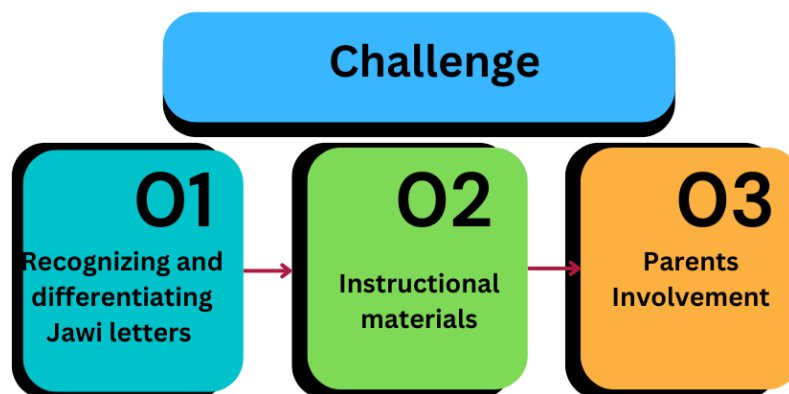 Challenge
01
Recognizing and
differentiating
Jawi letters
02
Instructional
materials
03
Parents
Involvement